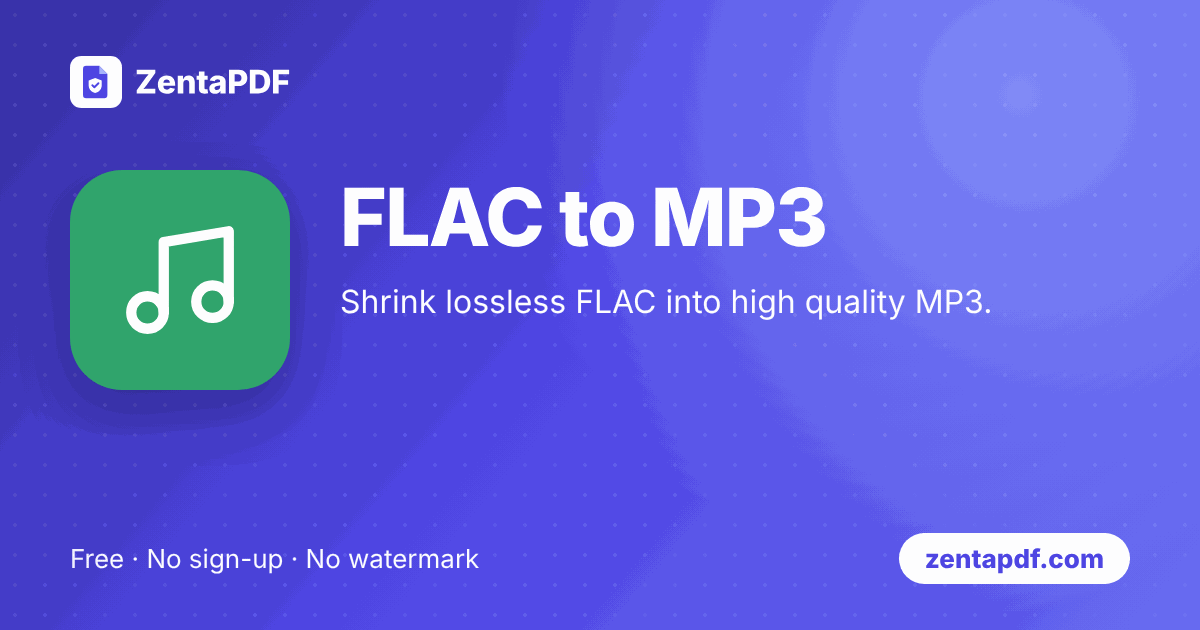 ZentaPDF
FLAC to MP3
Shrink lossless FLAC into high quality MP3.
Free · No sign-up · No watermark
zentapdf.com